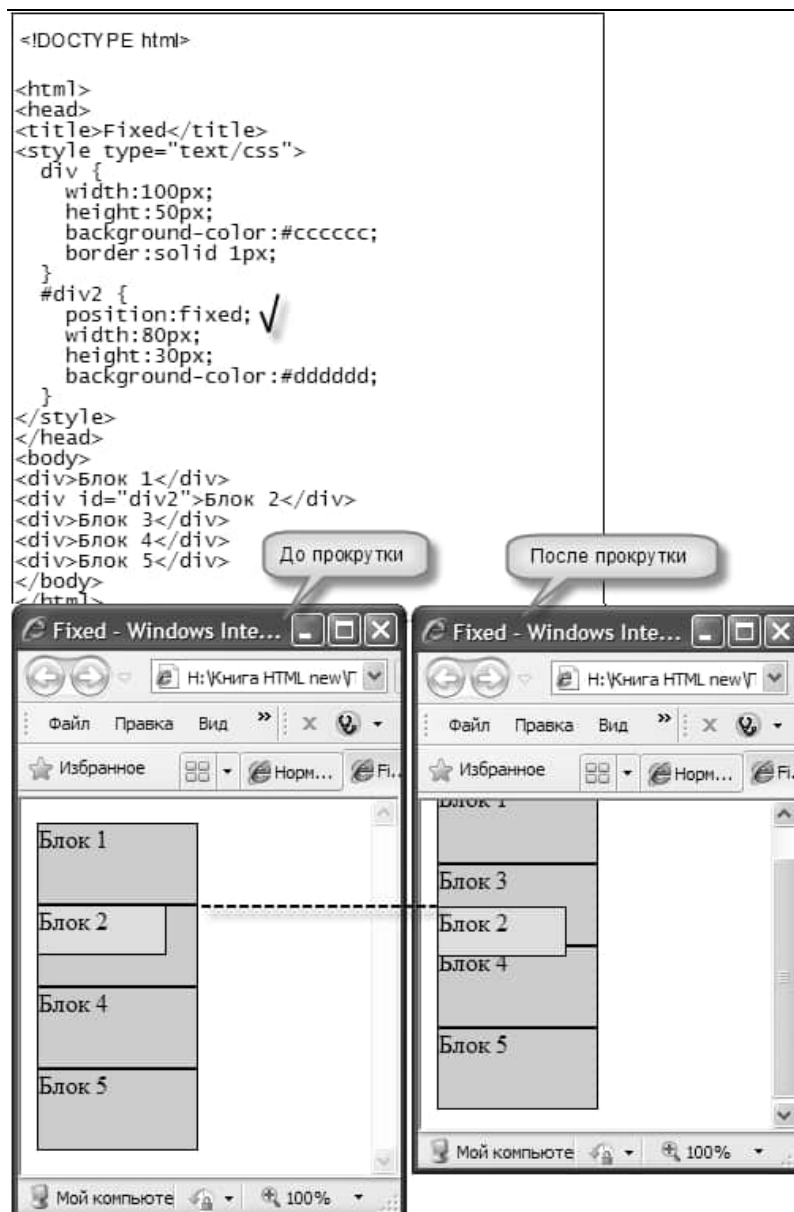 <!DOCTYPE html>
<html>
<head>
<title>Fixed</title>
<style type="text/css">
div {
width:100px;
height:50px;
background-color:#cccccc;
border:solid 1px;
}
#div2 {
position:fixed; √
width:80px;
height:30px;
background-color:#dddddd;
}
</style>
</head>
<body>
<div>Блок 1</div>
<div id="div2">Блок 2</div>
<div>Блок 3</div>
<div>Блок 4</div>
<div>Блок 5</div>
</body>
</html>
До прокрутки
Fixed - Windows Inte...
H:\Книга HTML new\
Файл Правка Вид »
Избранное Норм... Fi..
Блок 1
Блок 2
Блок 4
Блок 5
Мой компьюте 100%
После прокрутки
Fixed - Windows Inte...
H:\Книга HTML new\
Файл Правка Вид »
Избранное Норм... Fi.
Блок 1
Блок 3
Блок 2
Блок 4
Блок 5
Мой компьюте 100%